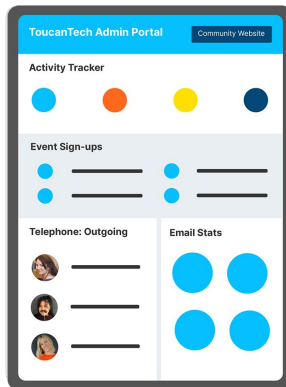 ToucanTech Admin Portal
Community Website
Activity Tracker
Event Sign-ups
Telephone: Outgoing
Email Stats